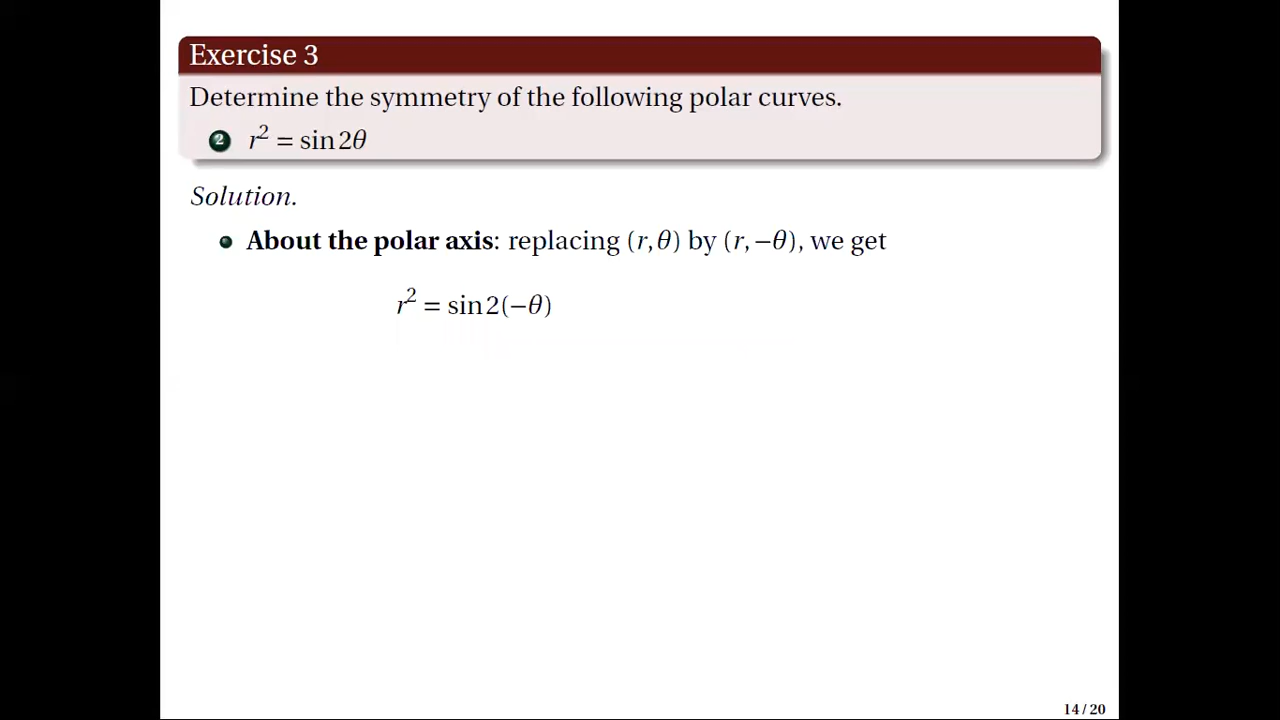 Exercise 3
Determine the symmetry of the following polar curves.
2 r² = sin 2θ
Solution.
About the polar axis: replacing (r, θ) by (r, −θ), we get
r² = sin 2(−θ)
14 / 20